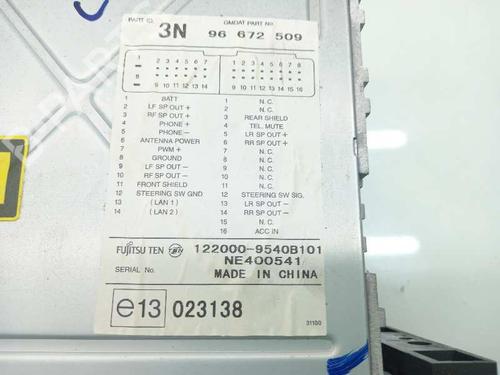 PART ID. GMDAT PART NO.
3N 96 672 509
1 2 4 6 7 1 2 3 4 5 6 7 8
8 9 10 11 12 13 14 9 10 11 12 13 14 15 16
1 BATT 1 N.C.
2 LF SP OUT + 2 N.C.
3 RF SP OUT + 3 REAR SHIELD
4 PHONE + 4 TEL. MUTE
5 PHONE − 5 LR SP OUT +
6 ANTENNA POWER 6 RR SP OUT +
7 PWM + 7 N.C.
8 GROUND 8 N.C.
9 LF SP OUT − 9 N.C.
10 RF SP OUT − 10 N.C.
11 FRONT SHIELD 11 N.C.
12 STEERING SW GND 12 STEERING SW SIG.
13 ( LAN 1 ) 13 LR SP OUT −
14 ( LAN 2 ) 14 RR SP OUT −
15 N.C.
16 ACC IN
FUJITSU TEN TEN 122000-9540B101
NE400541
SERIAL No. MADE IN CHINA
e13 023138
31100